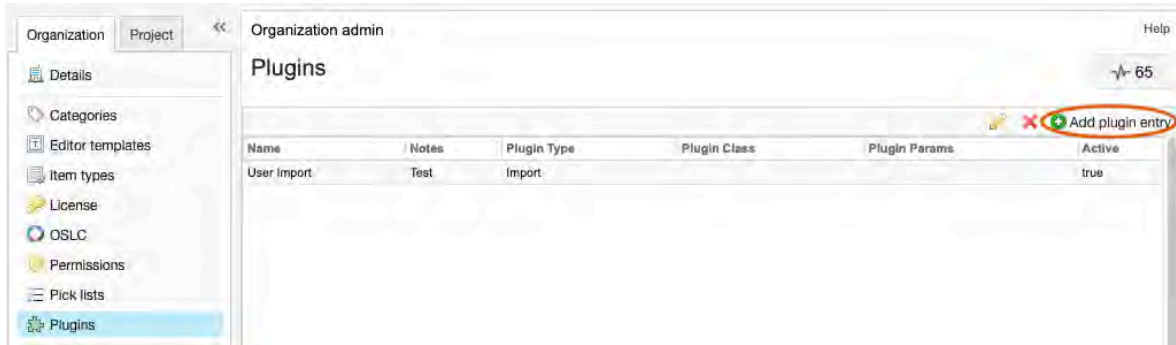 Organization Project « Organization admin Help
Details
Plugins
65
Categories
Add plugin entry
Editor templates
Name Notes Plugin Type Plugin Class Plugin Params Active
Item types
User Import Test Import true
License
OSLC
Permissions
Pick lists
Plugins